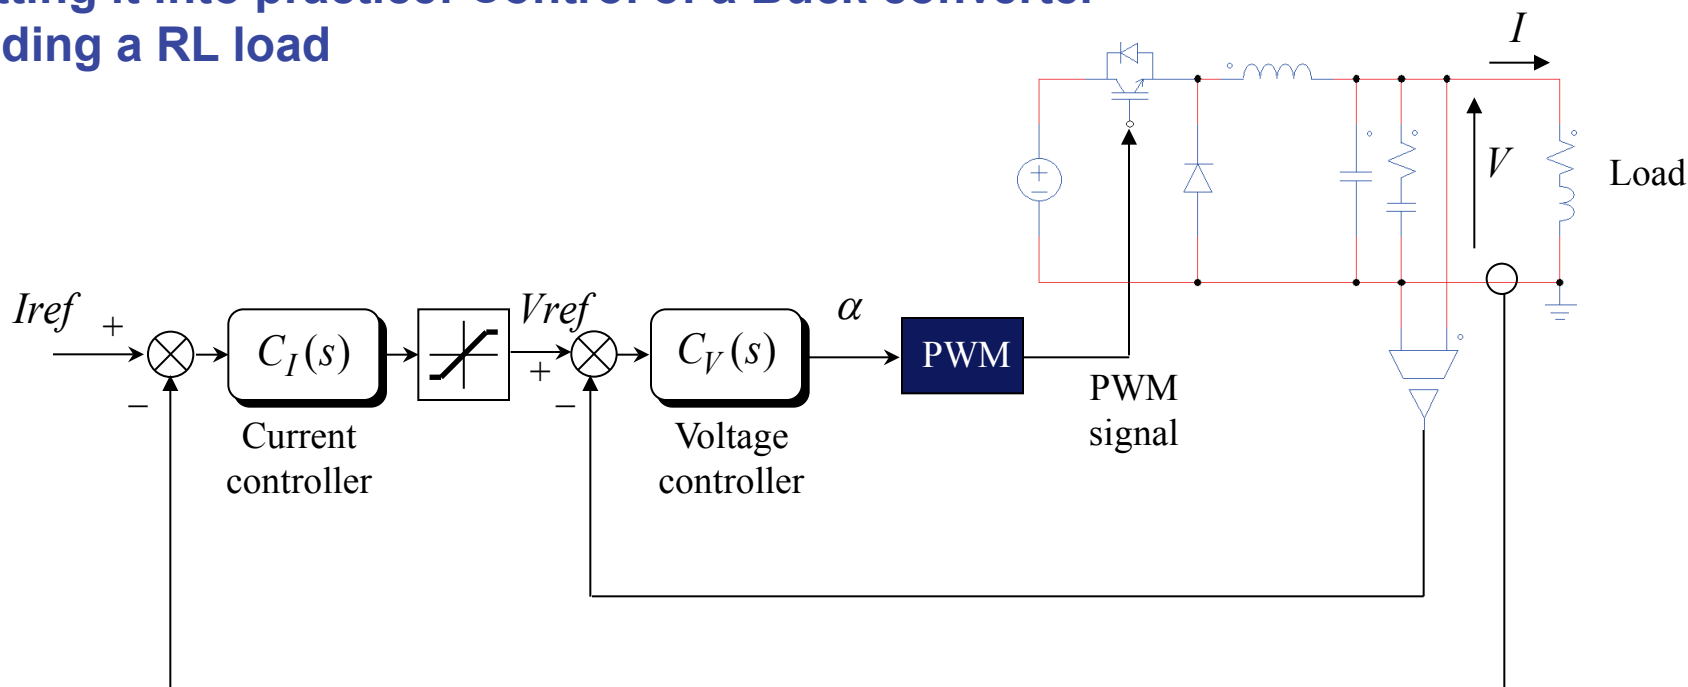 ding a RL load
I
V
Load
Iref
+
−
C_I(s)
Current
controller
Vref
+
−
C_V(s)
Voltage
controller
α
PWM
PWM
signal